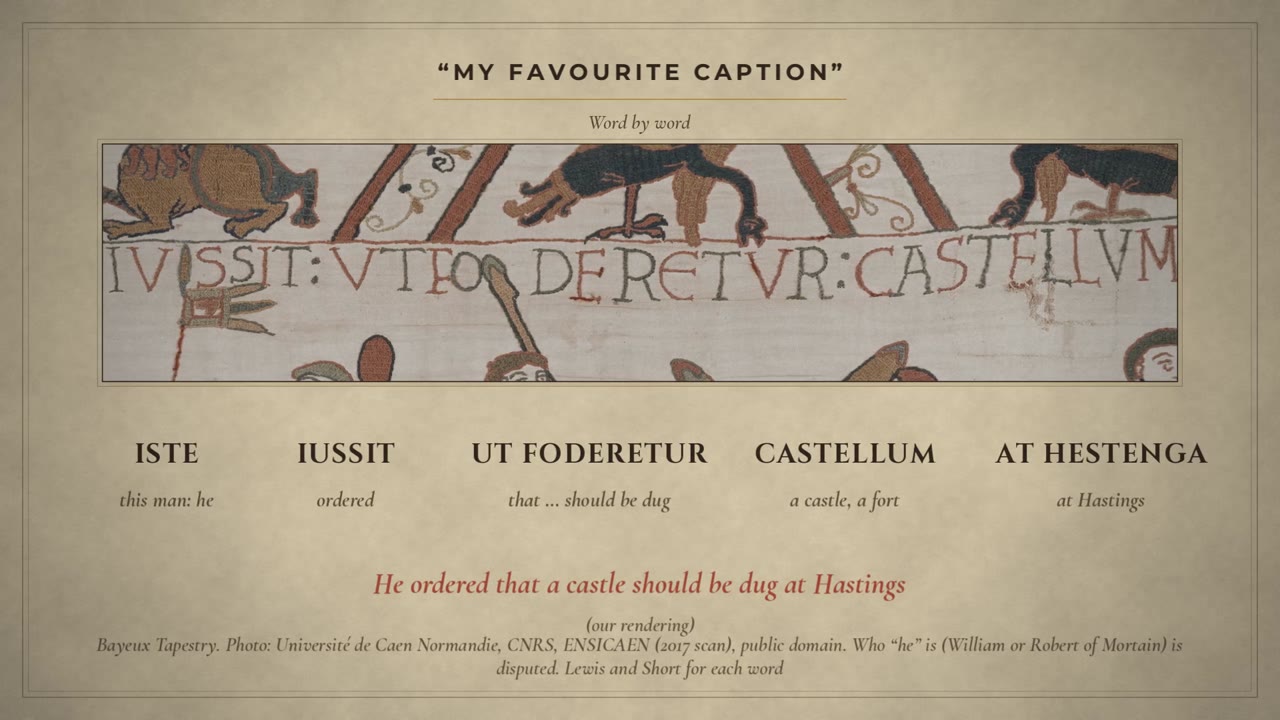 “MY FAVOURITE CAPTION”
Word by word
IVSSIT: VT FODERETVR: CASTELLVM
ISTE IUSSIT UT FODERETUR CASTELLUM AT HESTENGA
this man: he ordered that ... should be dug a castle, a fort at Hastings
He ordered that a castle should be dug at Hastings
(our rendering)
Bayeux Tapestry. Photo: Université de Caen Normandie, CNRS, ENSICAEN (2017 scan), public domain. Who “he” is (William or Robert of Mortain) is
disputed. Lewis and Short for each word